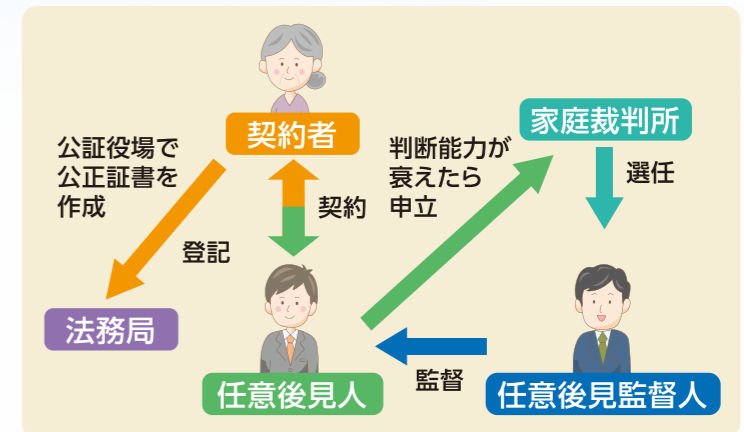 契約者
家庭裁判所
公証役場で
公正証書を
作成
判断能力が
衰えたら
申立
選任
契約
登記
法務局
任意後見人
監督
任意後見監督人